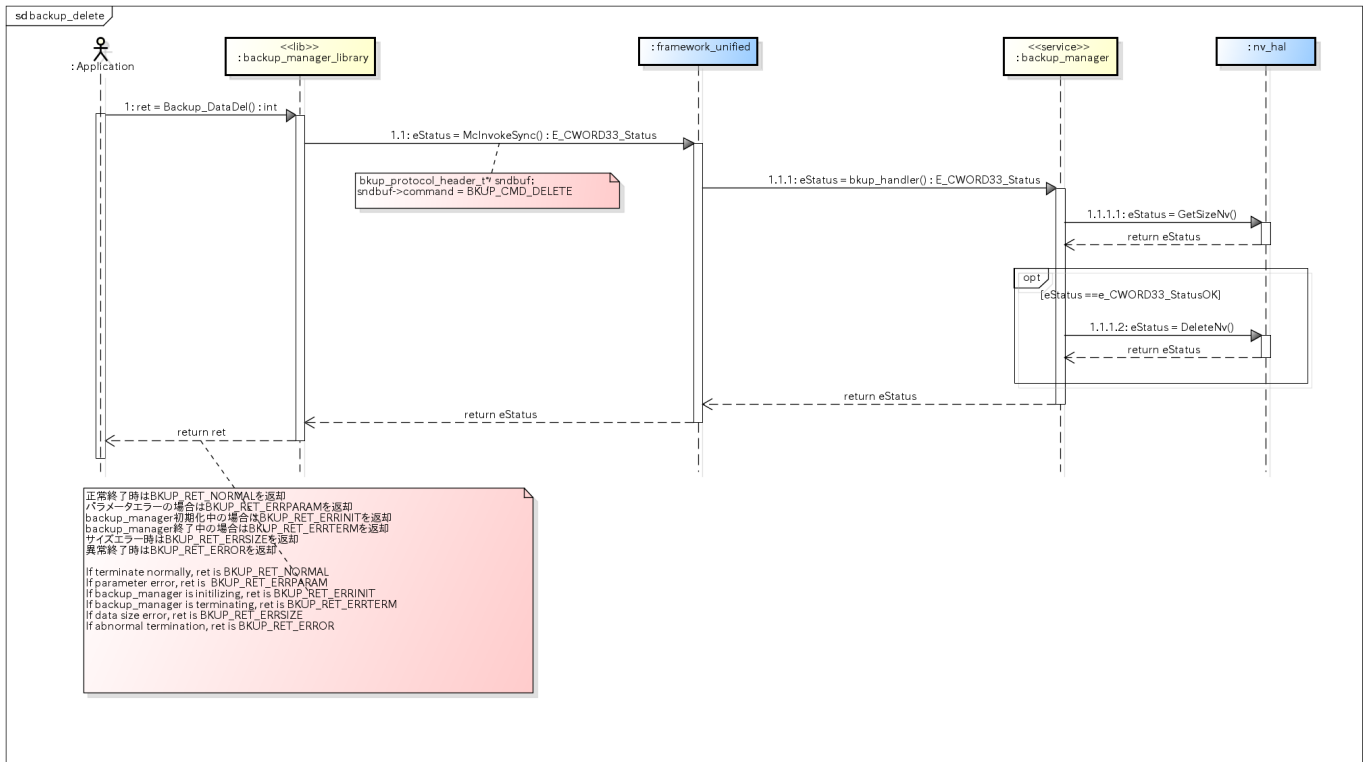 sd backup_delete
: Application
<<lib>>
: backup_manager_library
: framework_unified
<<service>>
: backup_manager
: nv_hal
1: ret = Backup_DataDel() : int
1.1: eStatus = McInvokeSync() : E_CWORD33_Status
bkup_protocol_header_t*/ sndbuf;
sndbuf->command = BKUP_CMD_DELETE
1.1.1: eStatus = bkup_handler() : E_CWORD33_Status
1.1.1.1: eStatus = GetSizeNv()
return eStatus
opt
[eStatus ==e_CWORD33_StatusOK]
1.1.1.2: eStatus = DeleteNv()
return eStatus
return eStatus
return eStatus
return ret
正常終了時はBKUP_RET_NORMALを返却
パラメータエラーの場合はBKUP_RET_ERRPARAMを返却
backup_manager初期化中の場合はBKUP_RET_ERRINITを返却
backup_manager終了中の場合はBKUP_RET_ERRTERMを返却
サイズエラー時はBKUP_RET_ERRSIZEを返却
異常終了時はBKUP_RET_ERRORを返却
If terminate normally, ret is BKUP_RET_NORMAL
If parameter error, ret is BKUP_RET_ERRPARAM
If backup_manager is initilizing, ret is BKUP_RET_ERRINIT
If backup_manager is terminating, ret is BKUP_RET_ERRTERM
If data size error, ret is BKUP_RET_ERRSIZE
If abnormal termination, ret is BKUP_RET_ERROR